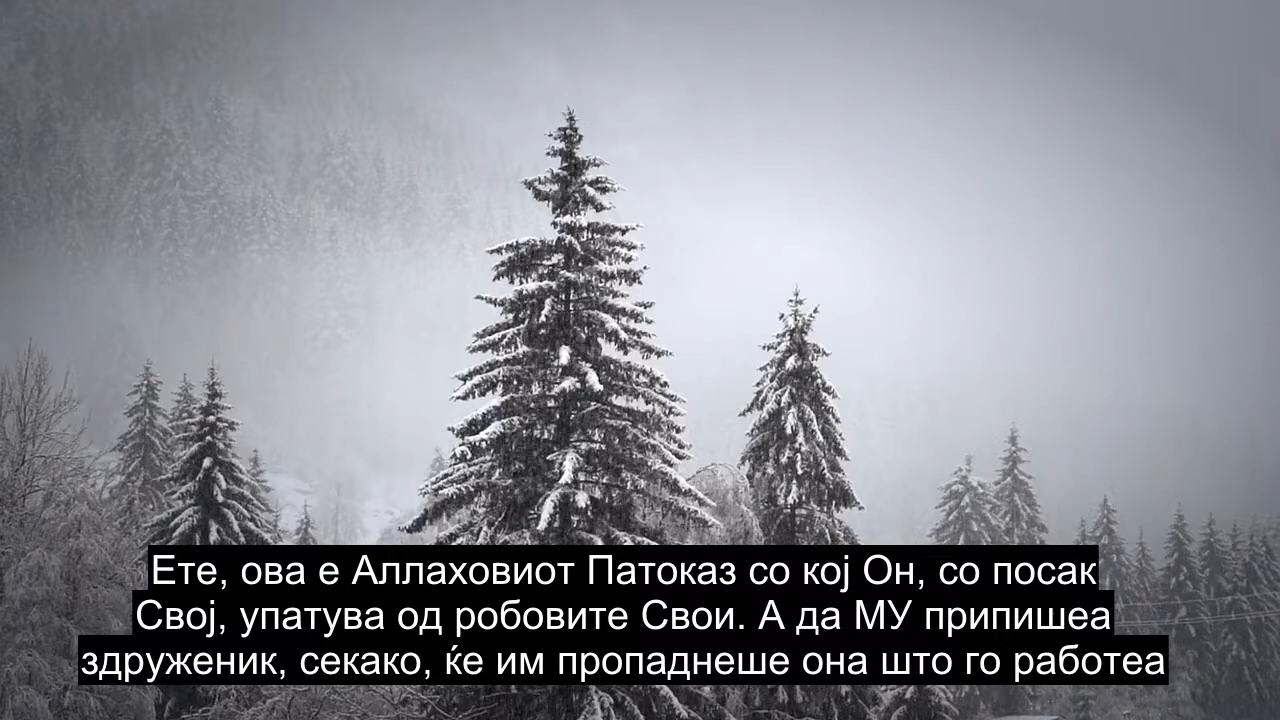 Ете, ова е Аллаховиот Патоказ со кој Он, со посак
Свој, упатува од робовите Свои. А да МУ припишеа
здруженик, секако, ќе им пропаднеше она што го работеа